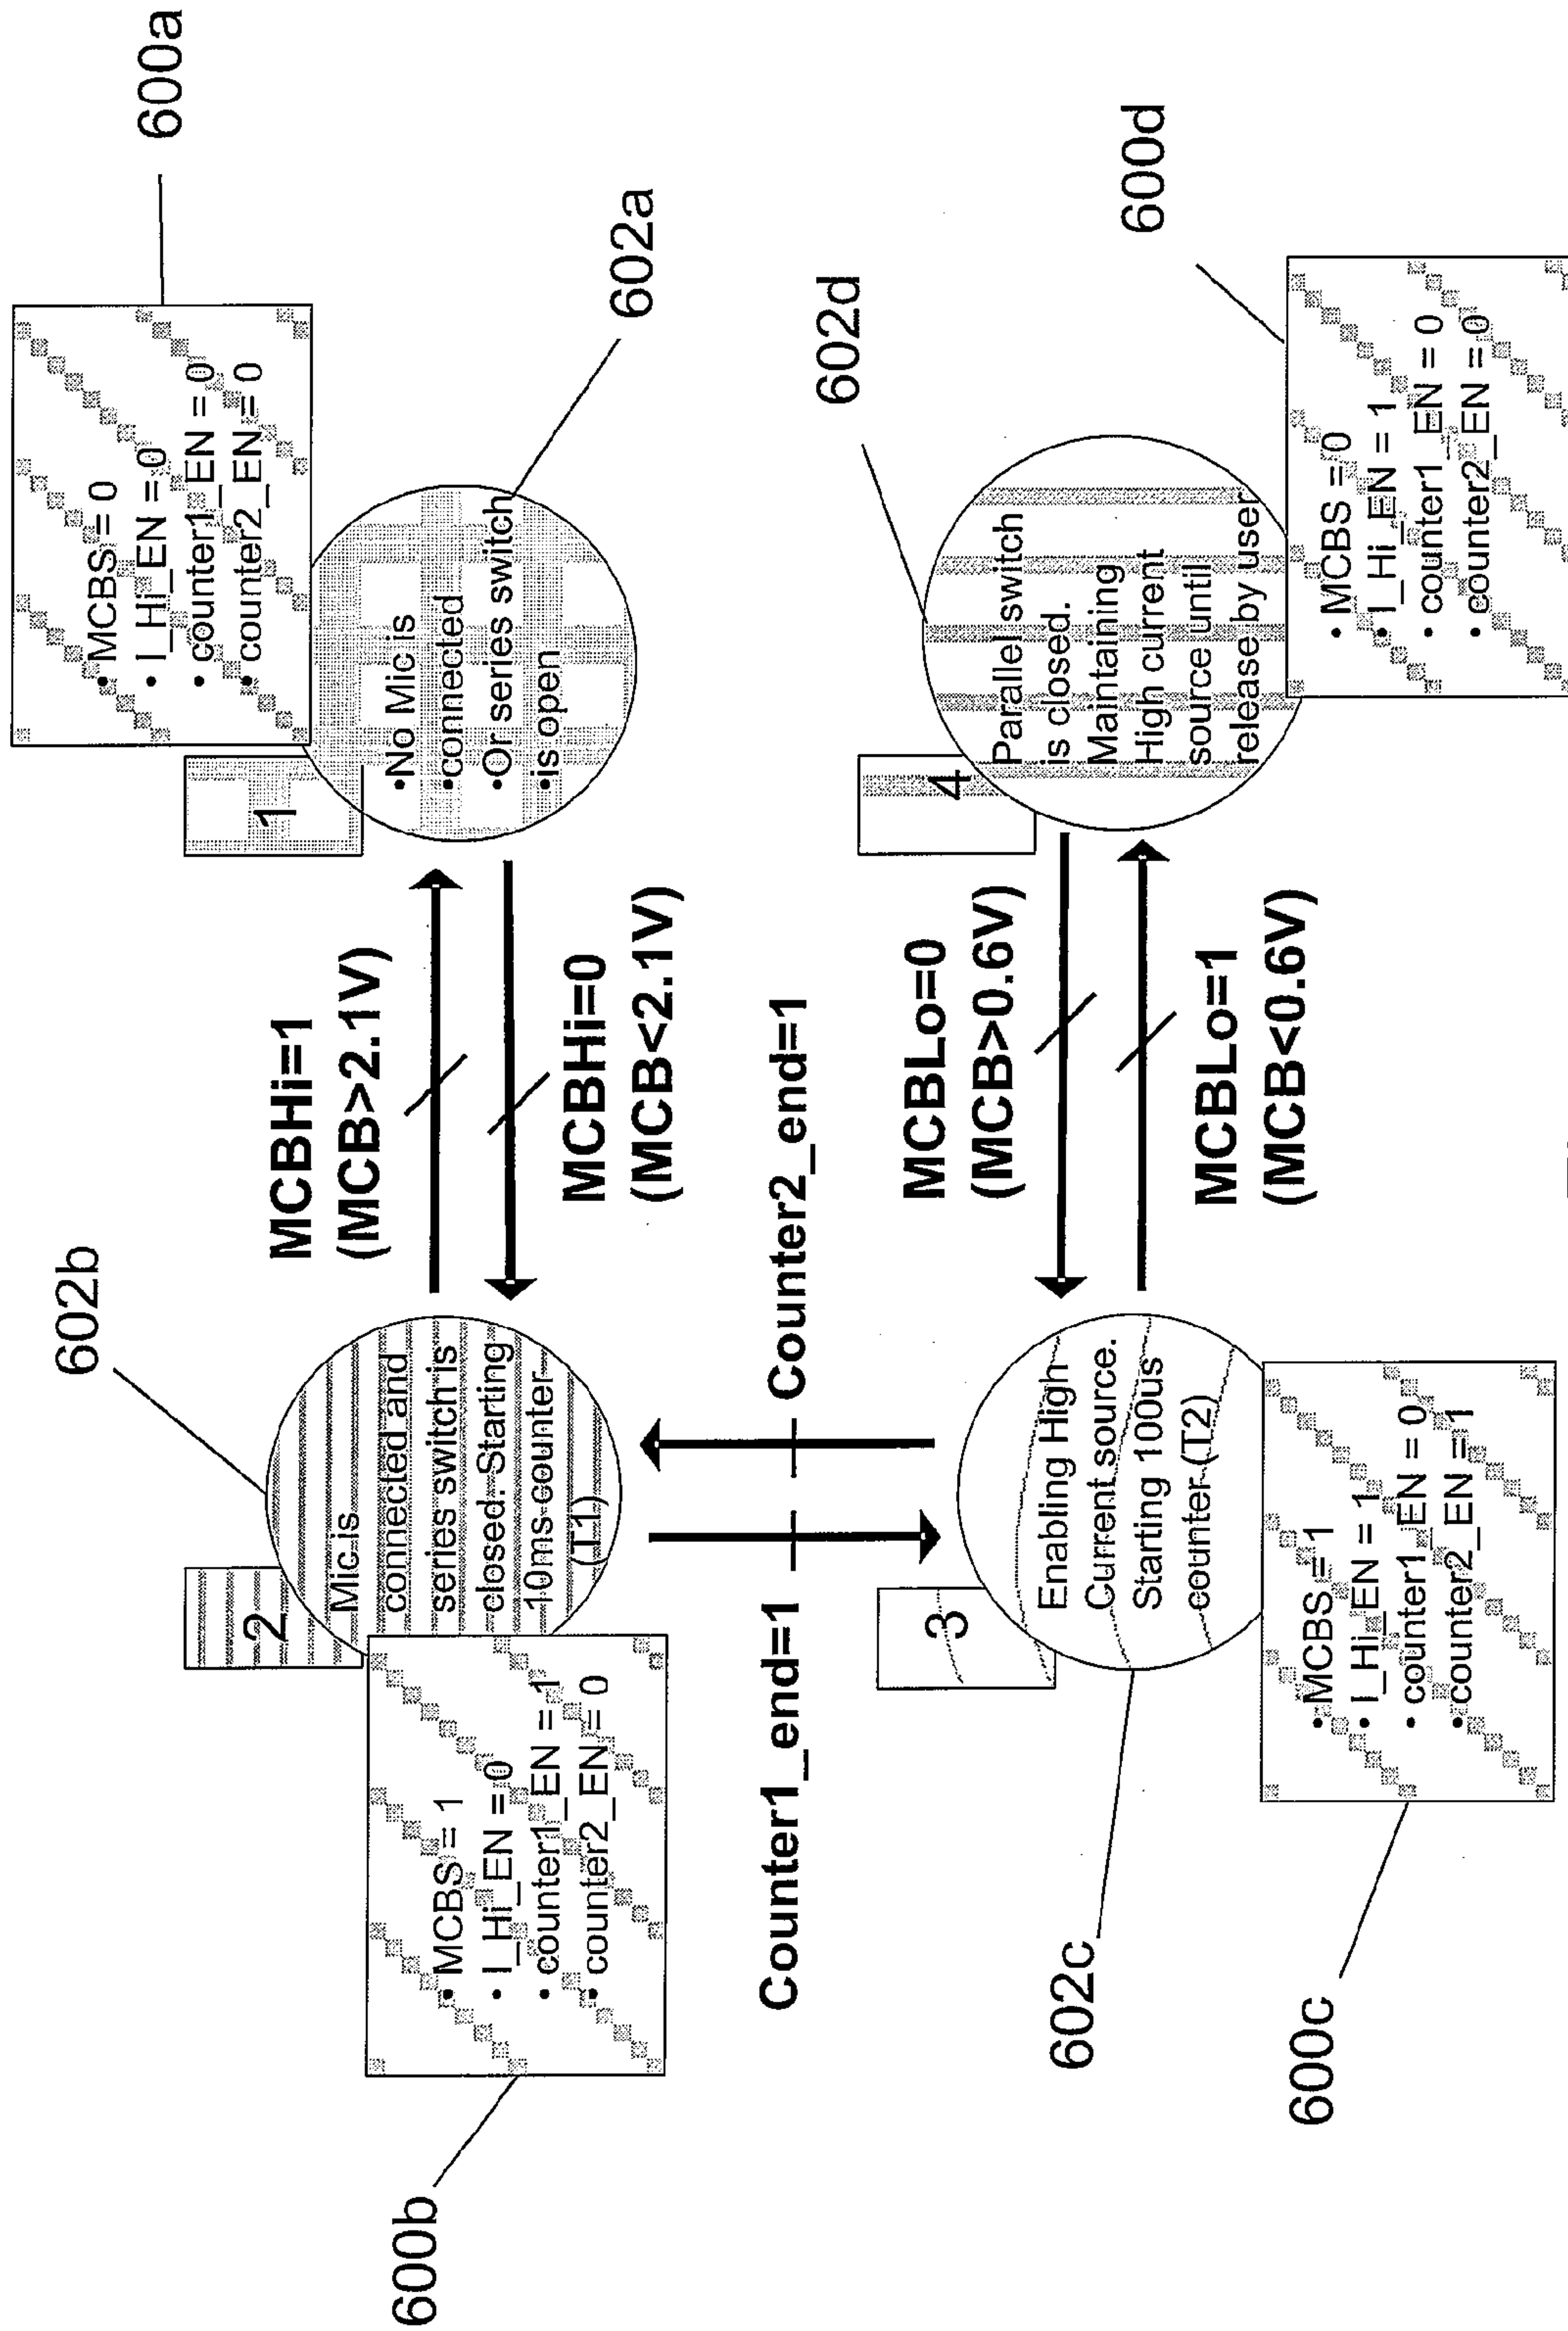 600a
• MCBS = 0
• I_Hi_EN = 0
• counter1_EN = 0
• counter2_EN = 0
1
•No Mic is
•connected
•Or series switch
•is open
602a
602b
2
Mic is
connected and
series switch is
closed. Starting
10ms counter
(T1)
600b
• MCBS = 1
• I_Hi_EN = 0
• counter1_EN = 1
• counter2_EN = 0
MCBHi=1
(MCB>2.1V)
MCBHi=0
(MCB<2.1V)
Counter1_end=1
Counter2_end=1
3
Enabling High
Current source.
Starting 100us
counter (T2)
602c
600c
• MCBS = 1
• I_Hi_EN = 1
• counter1_EN = 0
• counter2_EN = 1
MCBLo=0
(MCB>0.6V)
MCBLo=1
(MCB<0.6V)
4
Parallel switch
is closed.
Maintaining
High current
source until
release by user
602d
600d
• MCBS = 0
• I_Hi_EN = 1
• counter1_EN = 0
• counter2_EN = 0